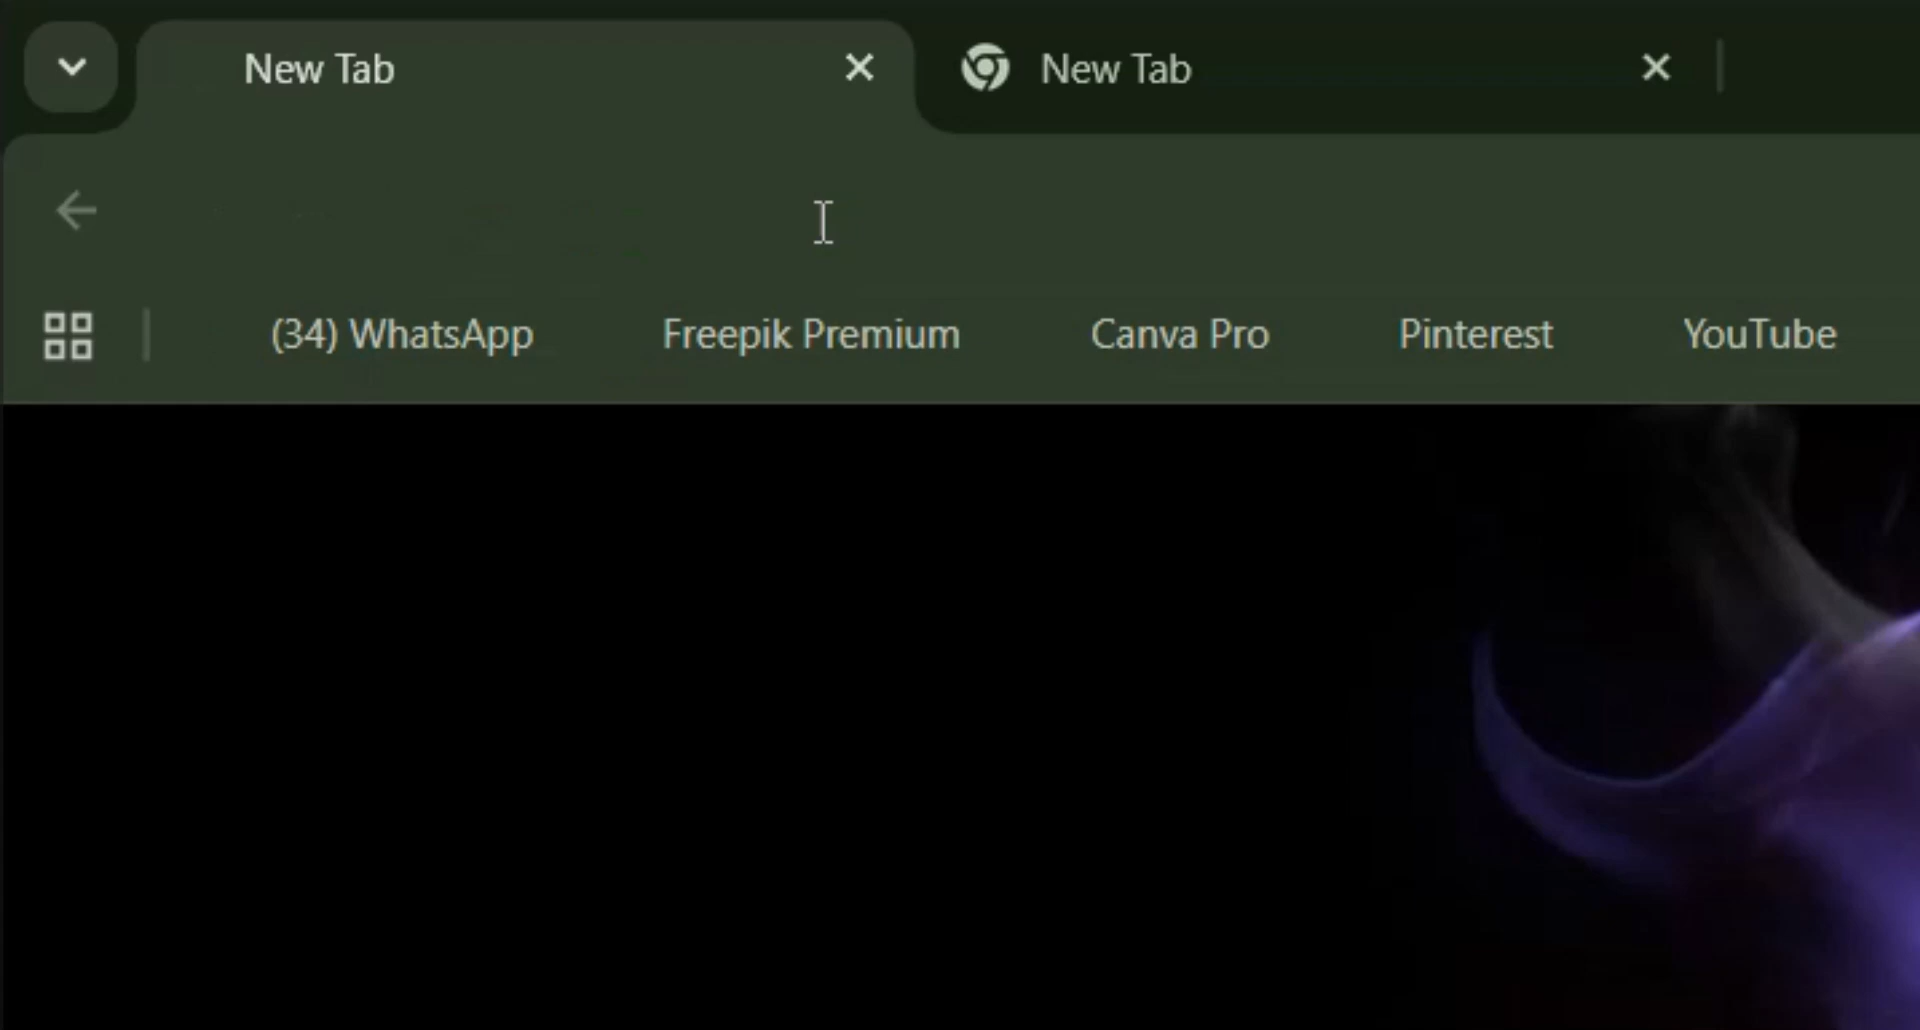 New Tab New Tab
(34) WhatsApp Freepik Premium Canva Pro Pinterest YouTube